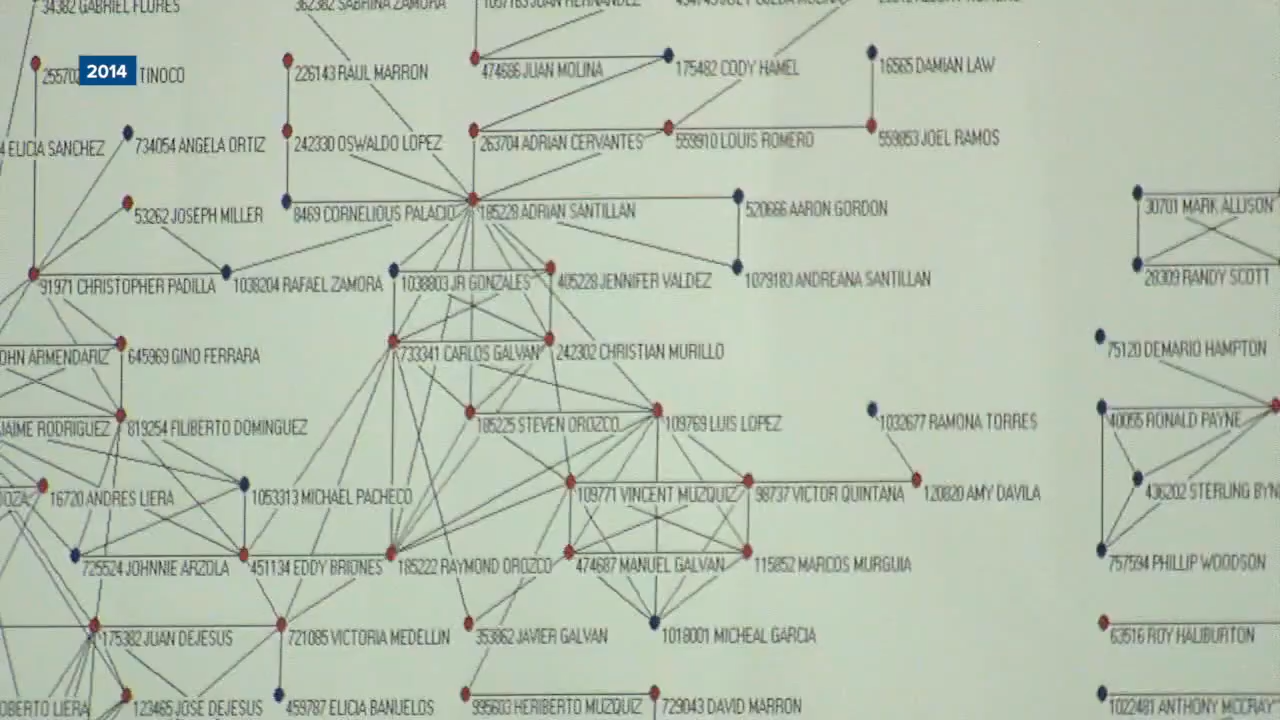 34382 GABRIEL FLORES
362382 SABRINA ZAMORA
2014
TINOCO
226143 RAUL MARRON
474686 JUAN MOLINA
175482 CODY HAMEL
16565 DAMIAN LAW
ELICIA SANCHEZ
734054 ANGELA ORTIZ
242330 OSWALDO LOPEZ
263704 ADRIAN CERVANTES
559910 LOUIS ROMERO
559853 JOEL RAMOS
53262 JOSEPH MILLER
8469 CORNELIOUS PALACIO
185228 ADRIAN SANTILLAN
520666 AARON GORDON
30701 MARK ALLISON
91971 CHRISTOPHER PADILLA
1038204 RAFAEL ZAMORA
1038803 JR GONZALES
405228 JENNIFER VALDEZ
1079183 ANDREANA SANTILLAN
28309 RANDY SCOTT
OHN ARMENDARIZ
645969 GINO FERRARA
733341 CARLOS GALVAN
242302 CHRISTIAN MURILLO
75120 DEMARIO HAMPTON
JAIME RODRIGUEZ
819254 FILIBERTO DOMINGUEZ
185225 STEVEN OROZCO
109769 LUIS LOPEZ
1032677 RAMONA TORRES
40055 RONALD PAYNE
DOZA
16720 ANDRES LIERA
1053313 MICHAEL PACHECO
109771 VINCENT MUZQUIZ
98737 VICTOR QUINTANA
120820 AMY DAVILA
436202 STERLING BYN
725524 JOHNNIE ARZOLA
451134 EDDY BRIONES
185222 RAYMOND OROZCO
474687 MANUEL GALVAN
115852 MARCOS MURGUIA
757594 PHILLIP WOODSON
175382 JUAN DEJESUS
721085 VICTORIA MEDELLIN
353862 JAVIER GALVAN
1018001 MICHEAL GARCIA
63516 ROY HALIBURTON
OBERTO LIERA
123465 JOSE DEJESUS
459787 ELICIA BANUELOS
995603 HERIBERTO MUZQUIZ
729043 DAVID MARRON
1022481 ANTHONY MCCRAY